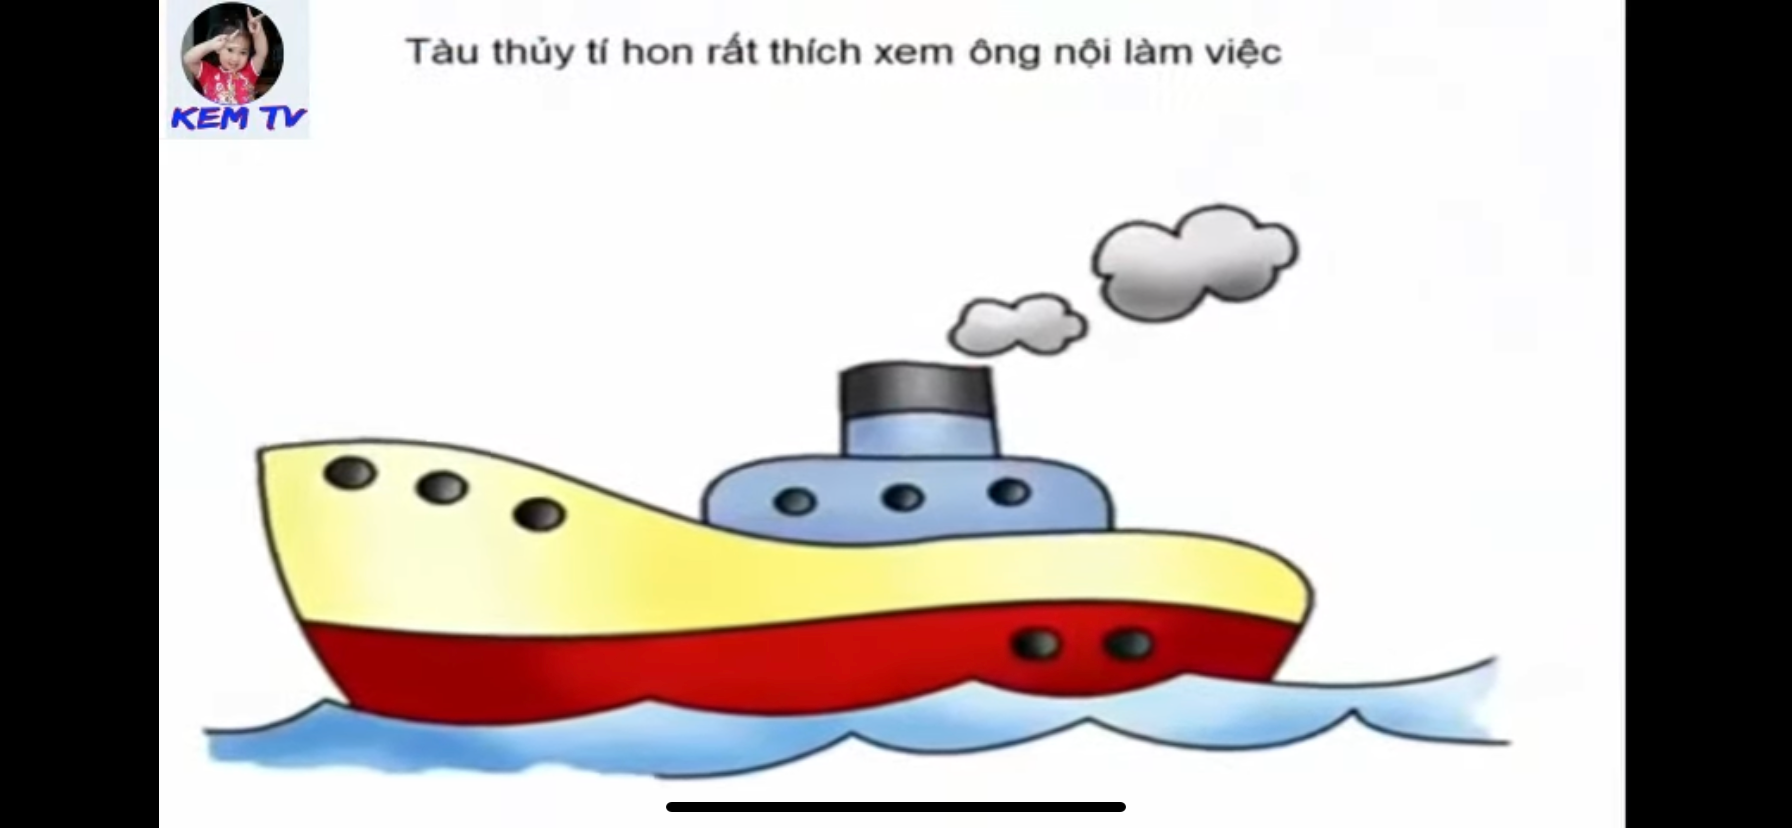 Tàu thủy tí hon rất thích xem ông nội làm việc
KEM TV